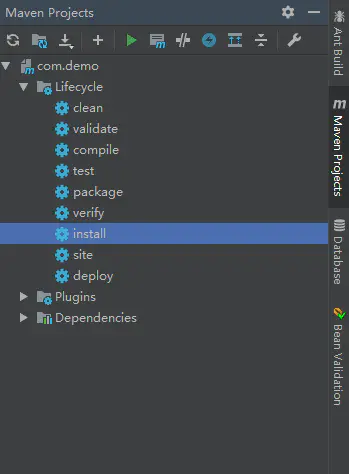 Maven Projects
com.demo
Lifecycle
clean
validate
compile
test
package
verify
install
site
deploy
Plugins
Dependencies
Ant Build
m
Maven Projects
Database
Bean Validation